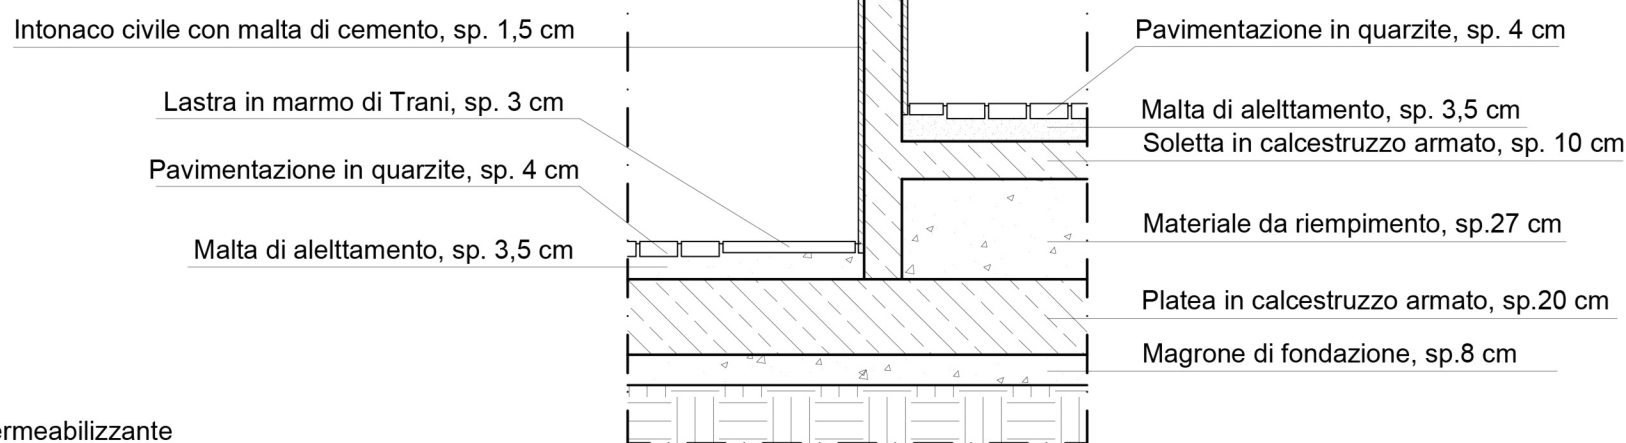 Intonaco civile con malta di cemento, sp. 1,5 cm
Lastra in marmo di Trani, sp. 3 cm
Pavimentazione in quarzite, sp. 4 cm
Malta di alelttamento, sp. 3,5 cm
ermeabilizzante
Pavimentazione in quarzite, sp. 4 cm
Malta di alelttamento, sp. 3,5 cm
Soletta in calcestruzzo armato, sp. 10 cm
Materiale da riempimento, sp.27 cm
Platea in calcestruzzo armato, sp.20 cm
Magrone di fondazione, sp.8 cm